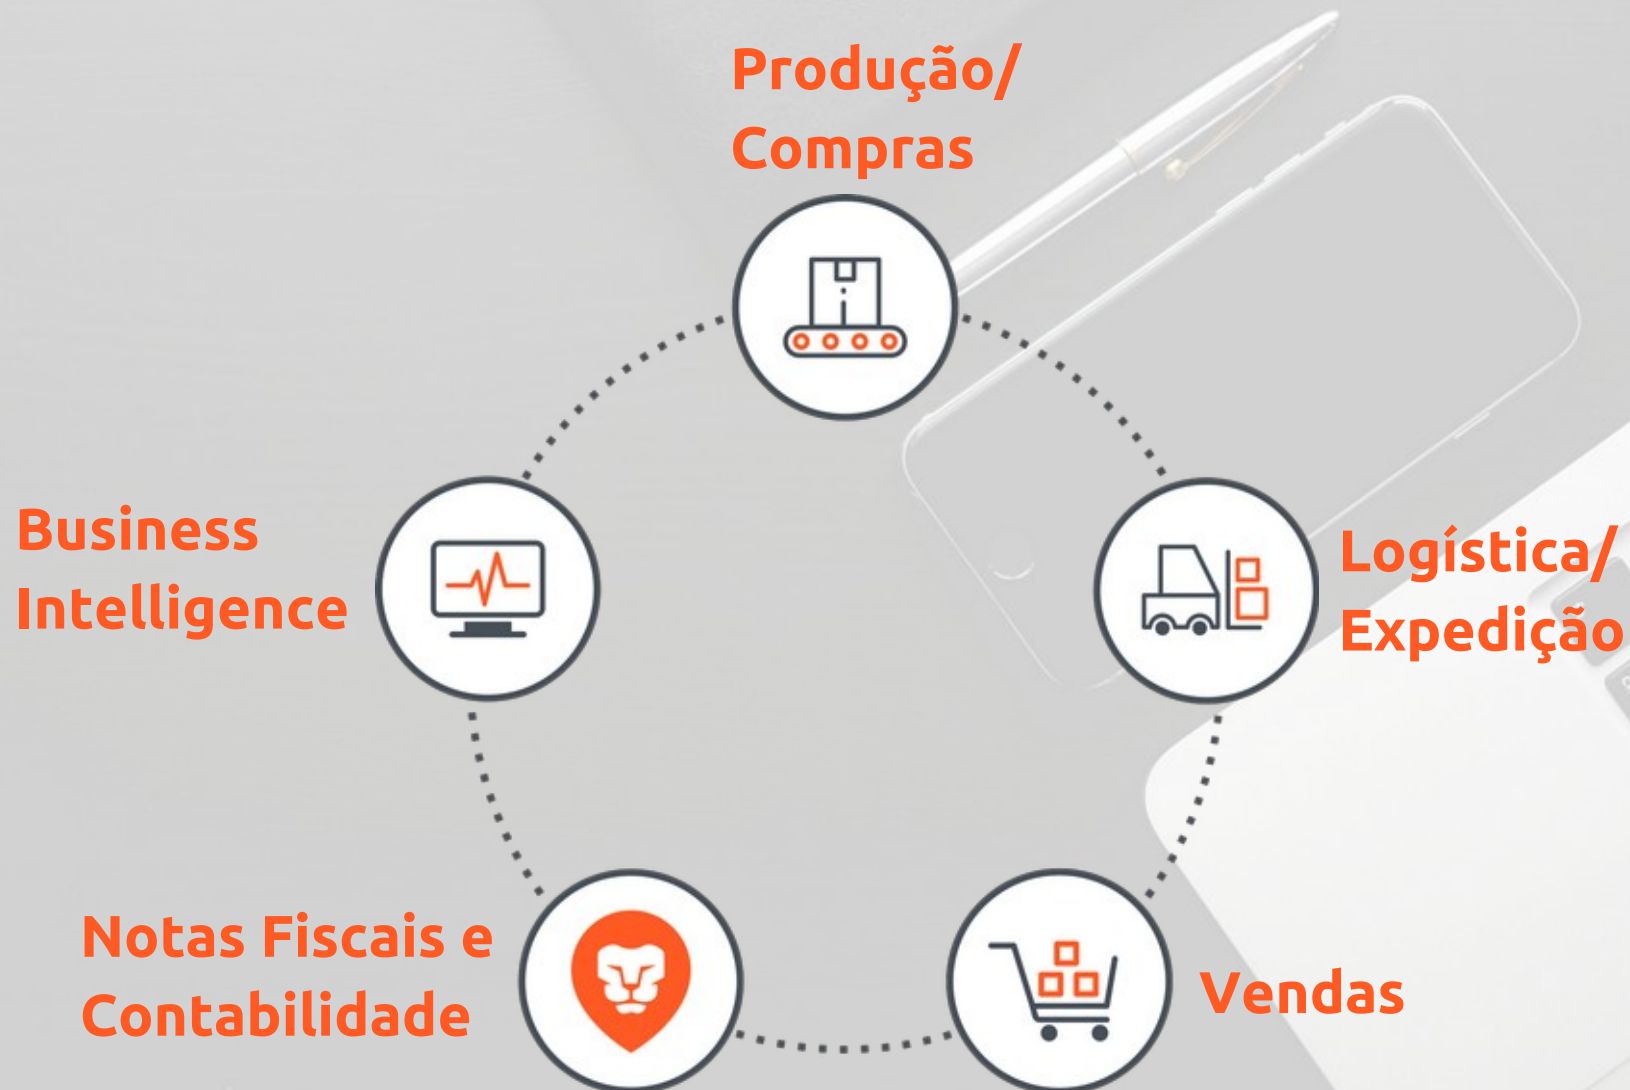 Produção/
Compras
Business
Intelligence
Logística/
Expedição
Notas Fiscais e
Contabilidade
Vendas